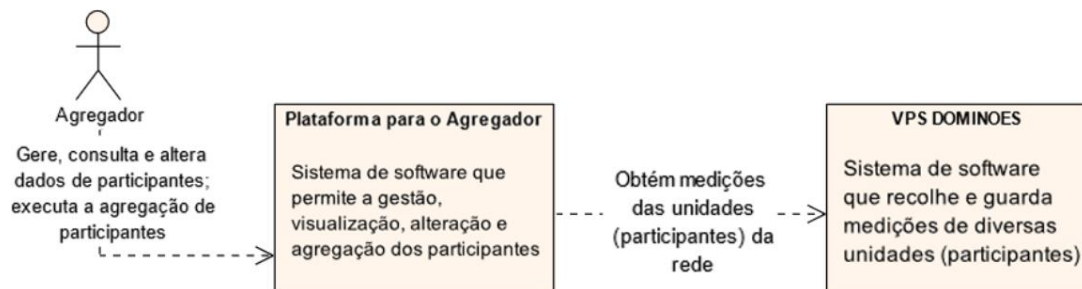 Agregador
Gere, consulta e altera
dados de participantes;
executa a agregação de
participantes
Plataforma para o Agregador
Sistema de software que
permite a gestão,
visualização, alteração e
agregação dos participantes
Obtém medições
das unidades
(participantes) da
rede
VPS DOMINOES
Sistema de software
que recolhe e guarda
medições de diversas
unidades (participantes)